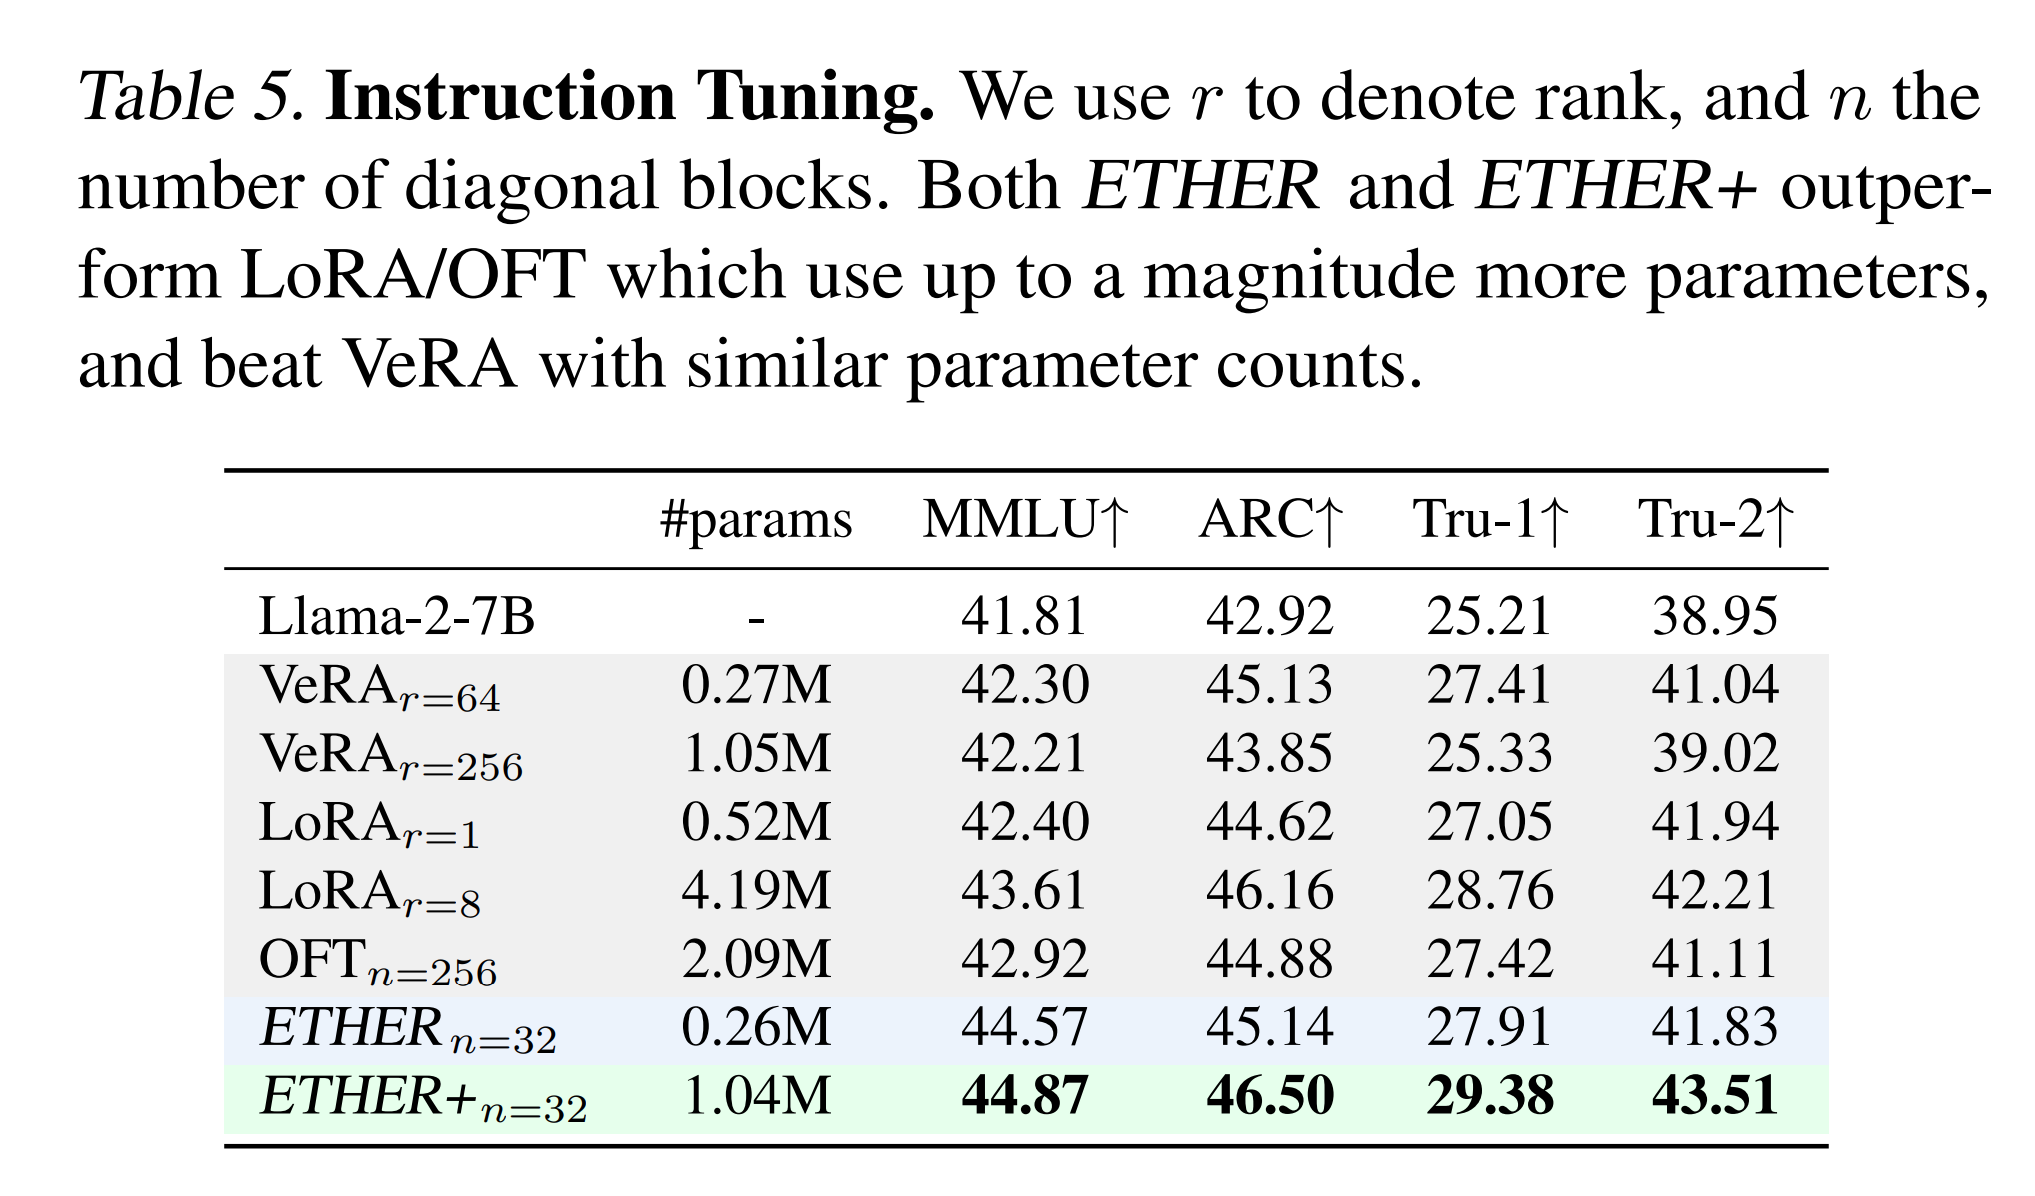 Table 5. Instruction Tuning. We use r to denote rank, and n the
number of diagonal blocks. Both ETHER and ETHER+ outper-
form LoRA/OFT which use up to a magnitude more parameters,
and beat VeRA with similar parameter counts.
#params MMLU↑ ARC↑ Tru-1↑ Tru-2↑
Llama-2-7B - 41.81 42.92 25.21 38.95
VeRA r=64 0.27M 42.30 45.13 27.41 41.04
VeRA r=256 1.05M 42.21 43.85 25.33 39.02
LoRA r=1 0.52M 42.40 44.62 27.05 41.94
LoRA r=8 4.19M 43.61 46.16 28.76 42.21
OFT n=256 2.09M 42.92 44.88 27.42 41.11
ETHER n=32 0.26M 44.57 45.14 27.91 41.83
ETHER+ n=32 1.04M 44.87 46.50 29.38 43.51